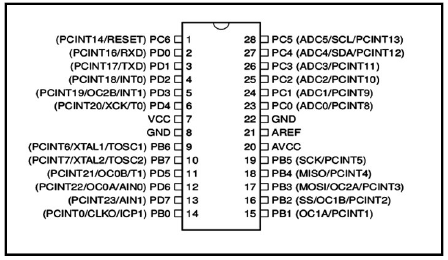 (PCINT14/RESET) PC6 1 28 PC5 (ADC5/SCL/PCINT13)
(PCINT16/RXD) PD0 2 27 PC4 (ADC4/SDA/PCINT12)
(PCINT17/TXD) PD1 3 26 PC3 (ADC3/PCINT11)
(PCINT18/INT0) PD2 4 25 PC2 (ADC2/PCINT10)
(PCINT19/OC2B/INT1) PD3 5 24 PC1 (ADC1/PCINT9)
(PCINT20/XCK/T0) PD4 6 23 PC0 (ADC0/PCINT8)
VCC 7 22 GND
GND 8 21 AREF
(PCINT6/XTAL1/TOSC1) PB6 9 20 AVCC
(PCINT7/XTAL2/TOSC2) PB7 10 19 PB5 (SCK/PCINT5)
(PCINT21/OC0B/T1) PD5 11 18 PB4 (MISO/PCINT4)
(PCINT22/OC0A/AIN0) PD6 12 17 PB3 (MOSI/OC2A/PCINT3)
(PCINT23/AIN1) PD7 13 16 PB2 (SS/OC1B/PCINT2)
(PCINT0/CLKO/ICP1) PB0 14 15 PB1 (OC1A/PCINT1)